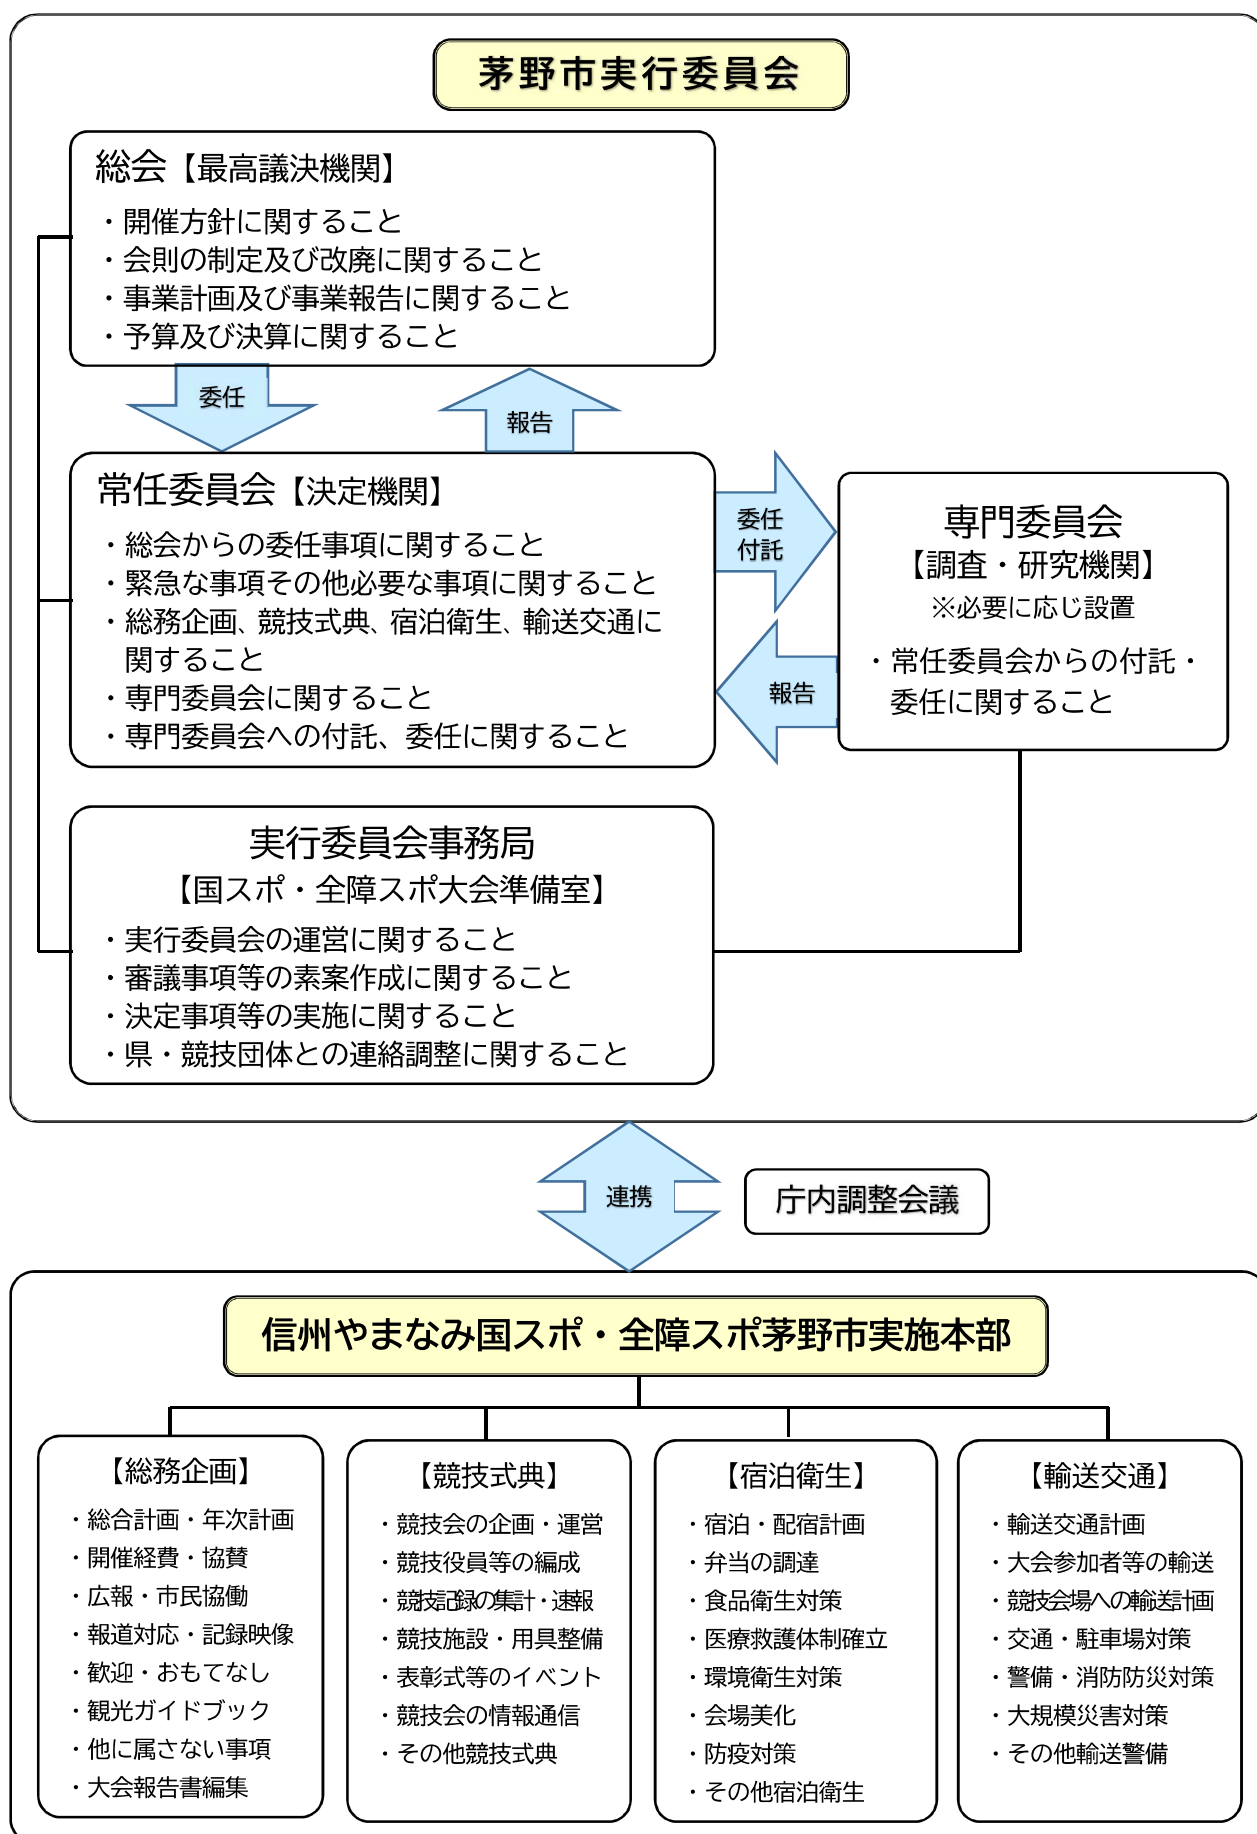 茅野市実行委員会
総会【最高議決機関】
・開催方針に関すること
・会則の制定及び改廃に関すること
・事業計画及び事業報告に関すること
・予算及び決算に関すること
委任
報告
常任委員会【決定機関】
・総会からの委任事項に関すること
・緊急な事項その他必要な事項に関すること
・総務企画、競技式典、宿泊衛生、輸送交通に
関すること
・専門委員会に関すること
・専門委員会への付託、委任に関すること
委任
付託
報告
専門委員会
【調査・研究機関】
※必要に応じ設置
・常任委員会からの付託・
委任に関すること
実行委員会事務局
【国スポ・全障スポ大会準備室】
・実行委員会の運営に関すること
・審議事項等の素案作成に関すること
・決定事項等の実施に関すること
・県・競技団体との連絡調整に関すること
連携
庁内調整会議
信州やまなみ国スポ・全障スポ茅野市実施本部
【総務企画】
・総合計画・年次計画
・開催経費・協賛
・広報・市民協働
・報道対応・記録映像
・歓迎・おもてなし
・観光ガイドブック
・他に属さない事項
・大会報告書編集
【競技式典】
・競技会の企画・運営
・競技役員等の編成
・競技記録の集計・速報
・競技施設・用具整備
・表彰式等のイベント
・競技会の情報通信
・その他競技式典
【宿泊衛生】
・宿泊・配宿計画
・弁当の調達
・食品衛生対策
・医療救護体制確立
・環境衛生対策
・会場美化
・防疫対策
・その他宿泊衛生
【輸送交通】
・輸送交通計画
・大会参加者等の輸送
・競技会場への輸送計画
・交通・駐車場対策
・警備・消防防災対策
・大規模災害対策
・その他輸送警備